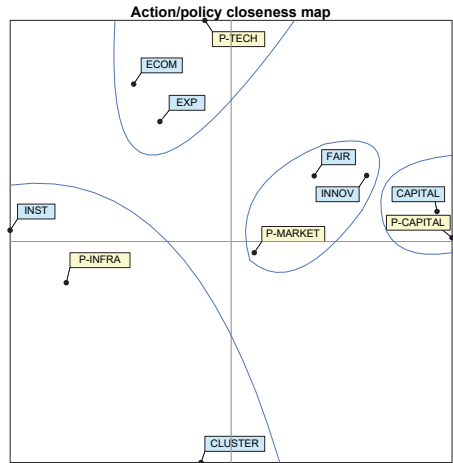 Action/policy closeness map
P-TECH
ECOM
EXP
FAIR
INNOV
CAPITAL
INST
P-CAPITAL
P-MARKET
P-INFRA
CLUSTER